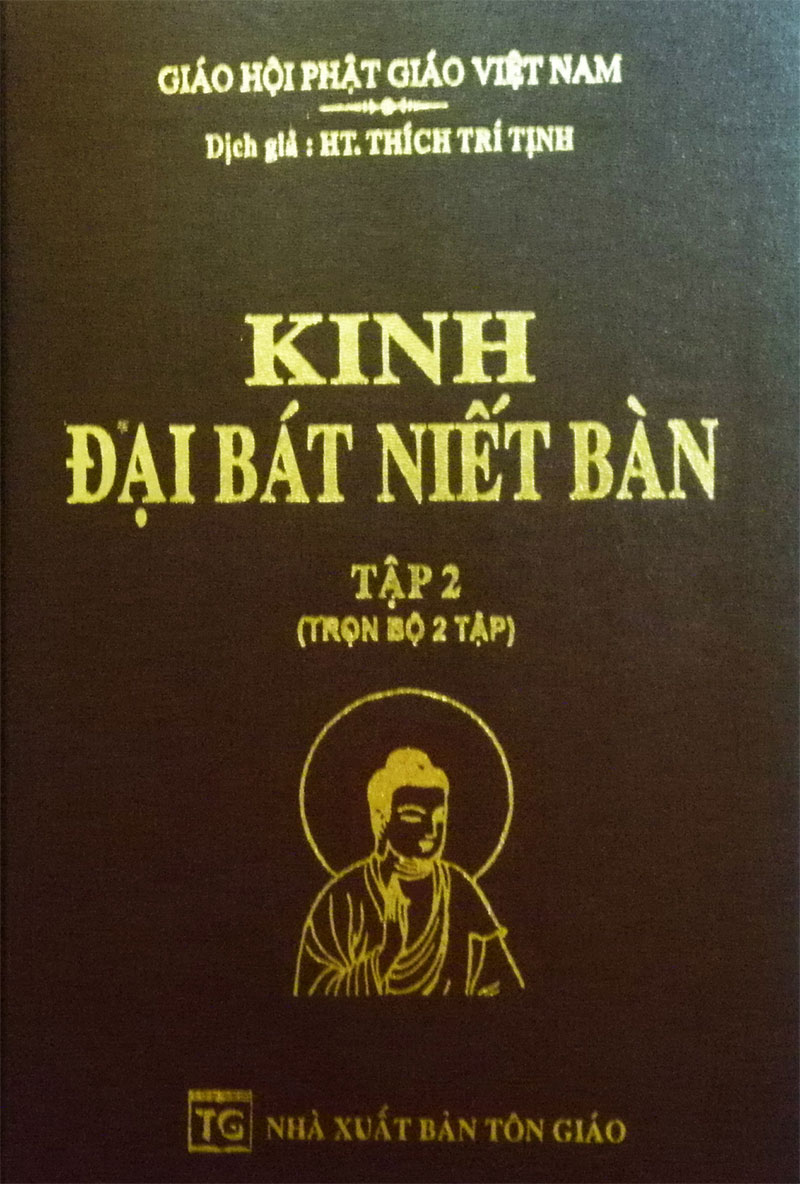 GIÁO HỘI PHẬT GIÁO VIỆT NAM
Dịch giả : HT. THÍCH TRÍ TỊNH
KINH
ĐẠI BÁT NIẾT BÀN
TẬP 2
(TRỌN BỘ 2 TẬP)
TG NHÀ XUẤT BẢN TÔN GIÁO